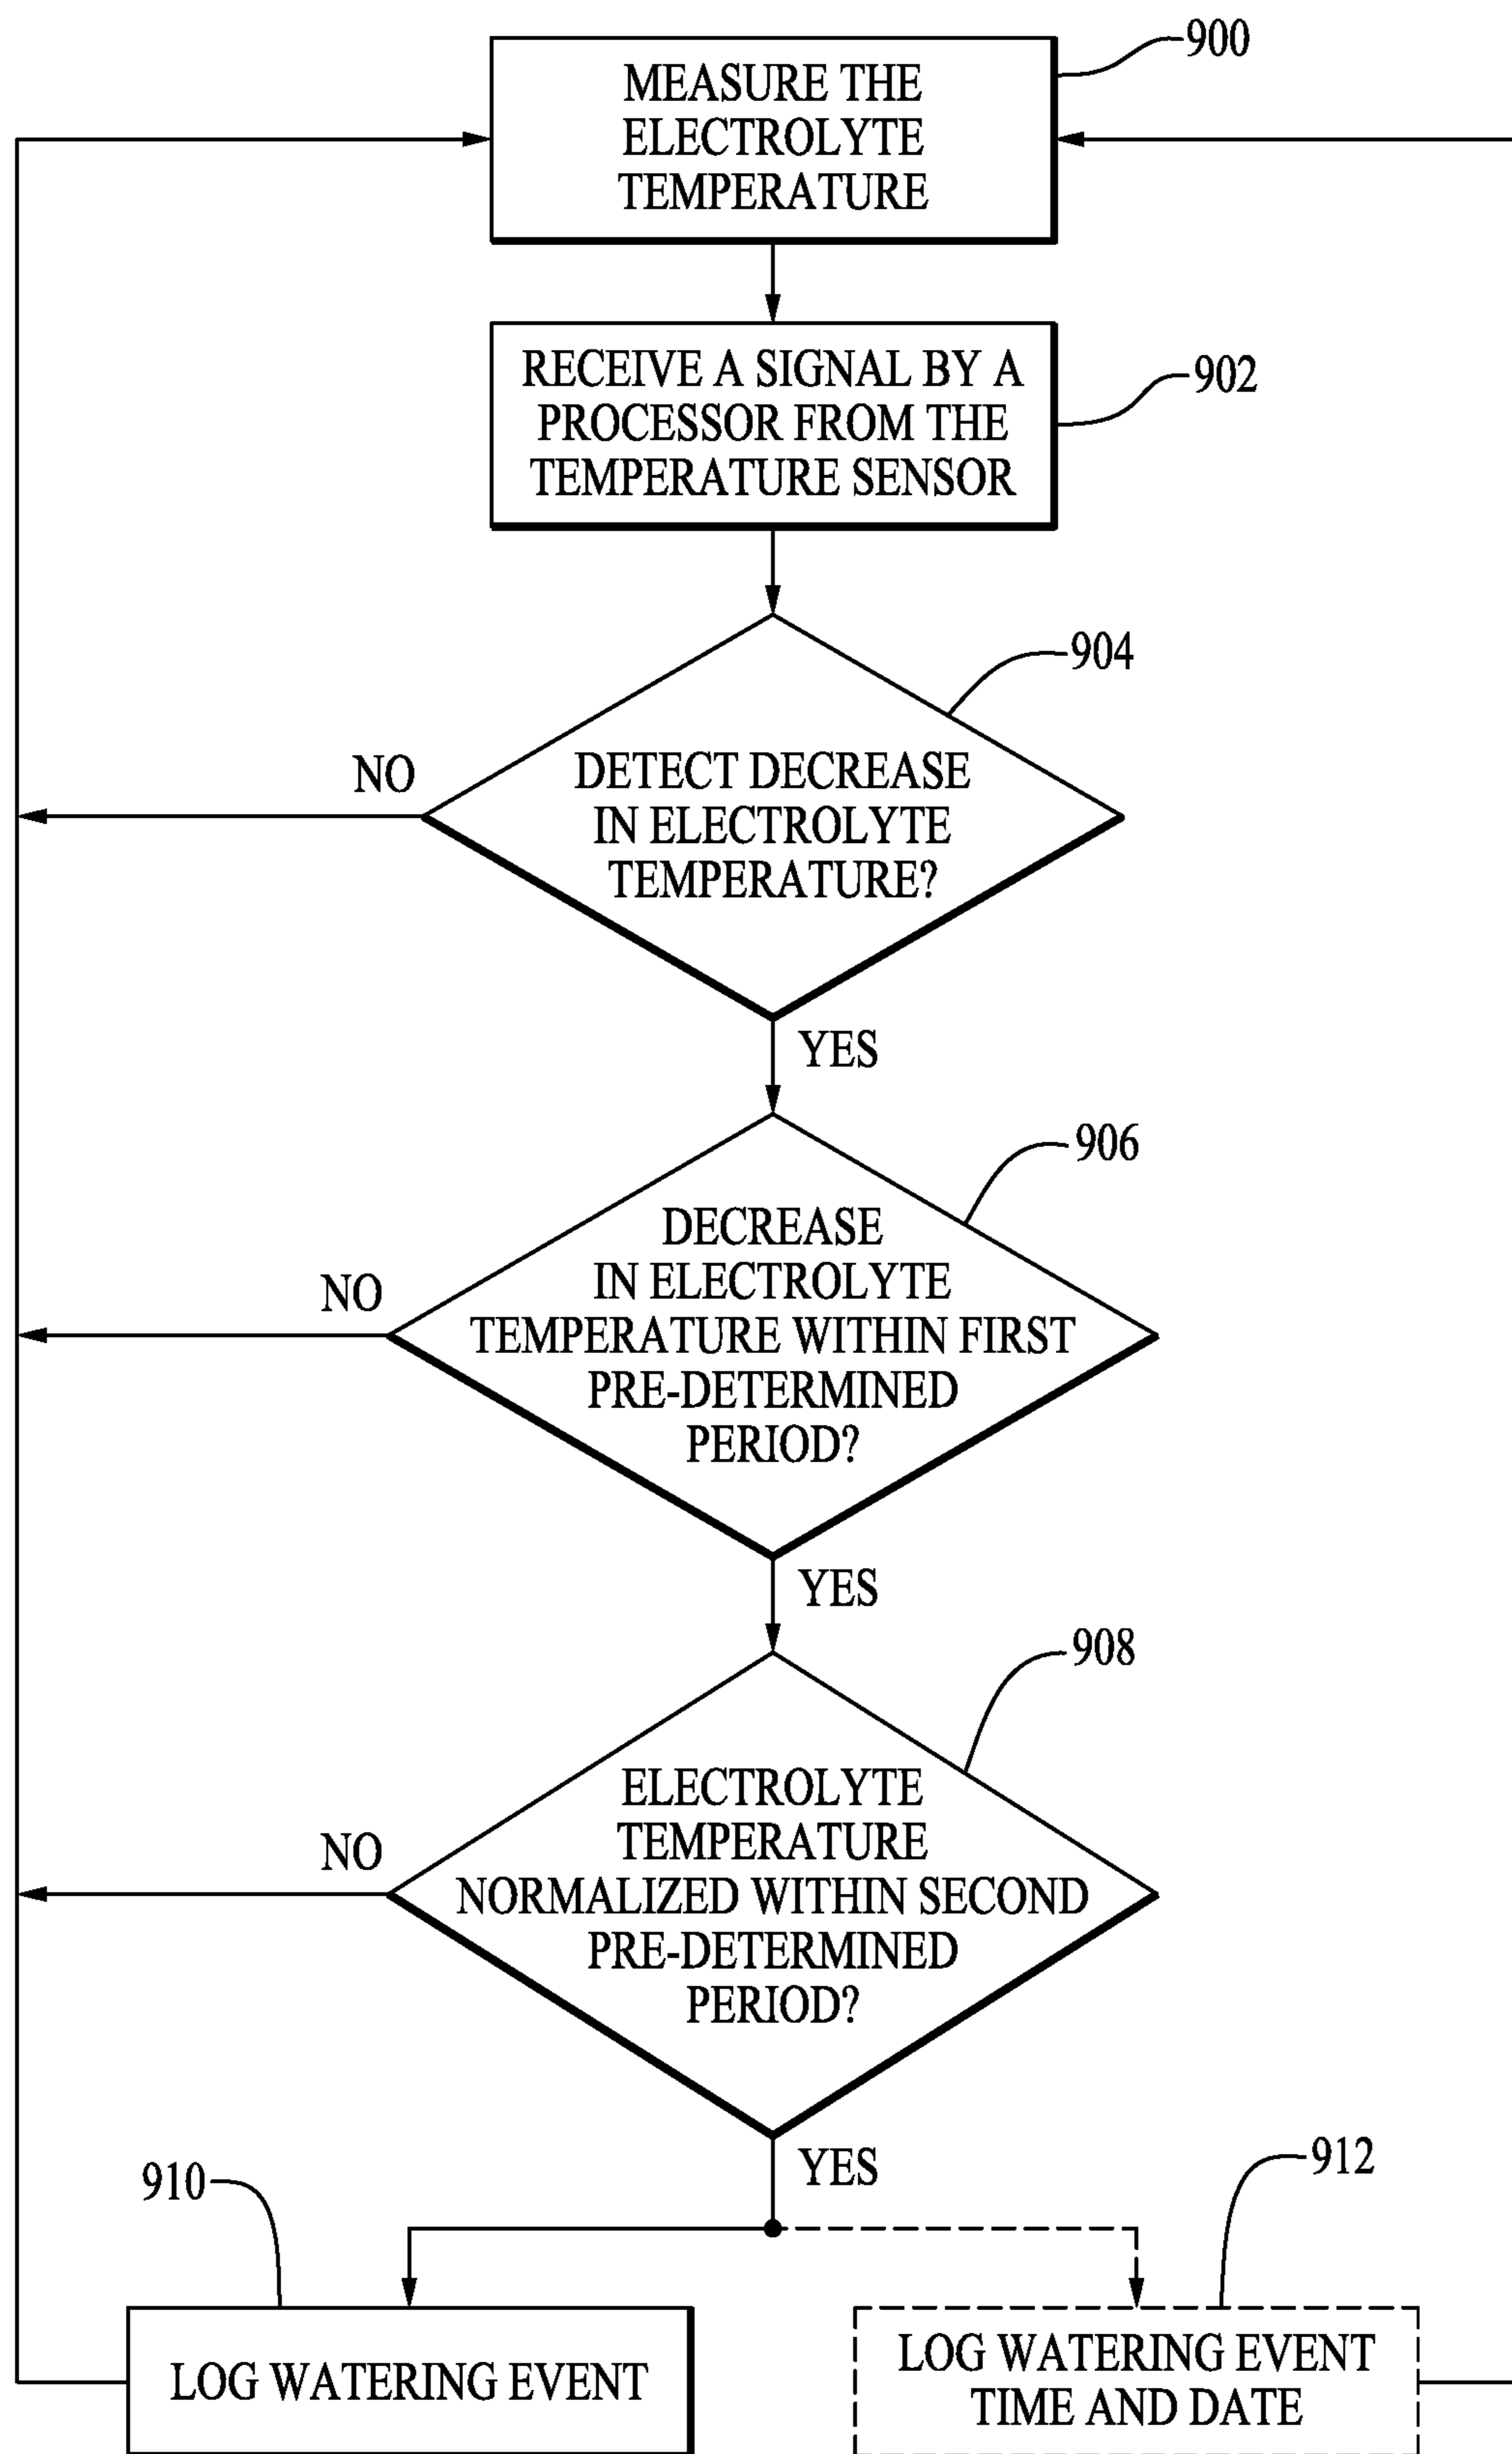 900
MEASURE THE
ELECTROLYTE
TEMPERATURE
RECEIVE A SIGNAL BY A
PROCESSOR FROM THE
TEMPERATURE SENSOR
902
904
NO
DETECT DECREASE
IN ELECTROLYTE
TEMPERATURE?
YES
906
NO
DECREASE
IN ELECTROLYTE
TEMPERATURE WITHIN FIRST
PRE-DETERMINED
PERIOD?
YES
908
NO
ELECTROLYTE
TEMPERATURE
NORMALIZED WITHIN SECOND
PRE-DETERMINED
PERIOD?
YES
910
912
LOG WATERING EVENT
LOG WATERING EVENT
TIME AND DATE